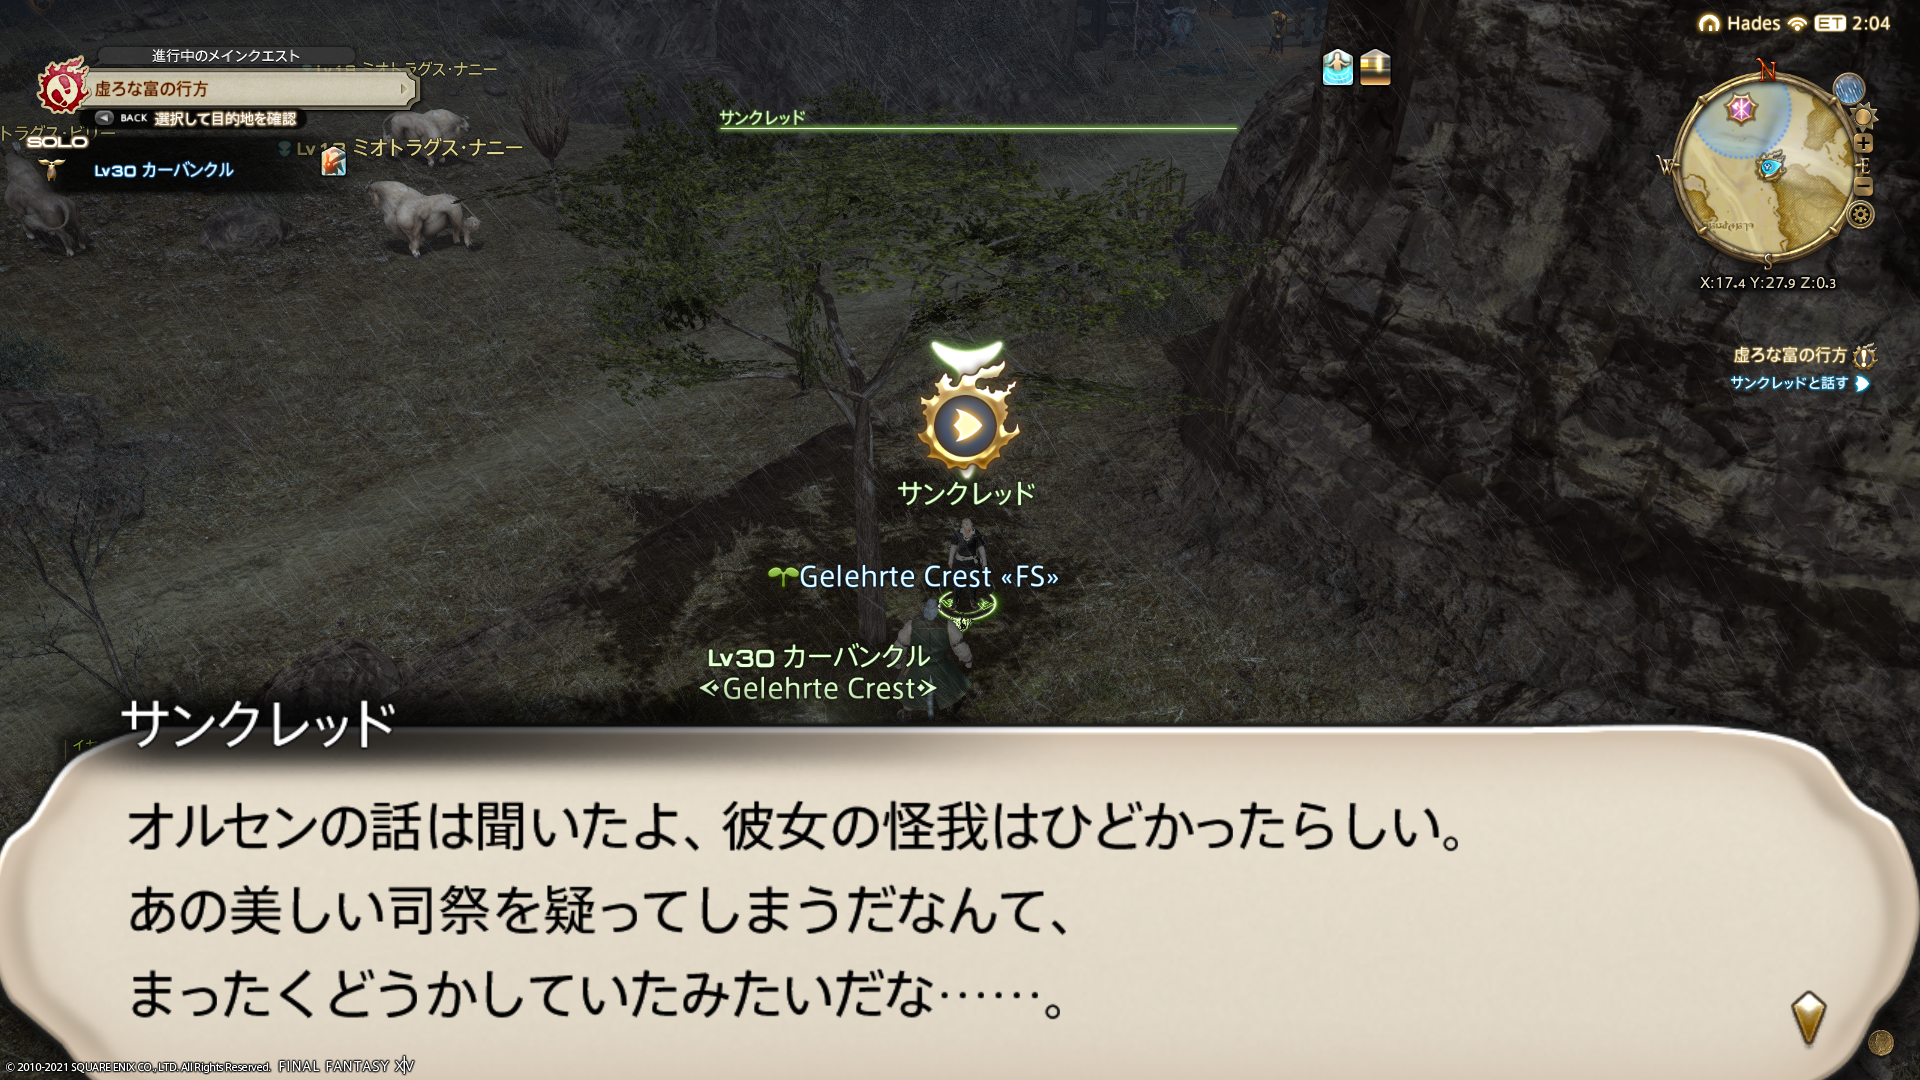 進行中のメインクエスト
虚ろな富の行方
BACK 選択して目的地を確認
SOLO
Lv30 カーバンクル
ミオトラグス・ナニー
ミオトラグス・ナニー
サンクレッド
Hades ET 2:04
N
W
E
S
X:17.4 Y:27.9 Z:0.3
虚ろな富の行方
サンクレッドと話す
サンクレッド
Gelehrte Crest «FS»
Lv30 カーバンクル
Gelehrte Crest
サンクレッド
オルセンの話は聞いたよ、彼女の怪我はひどかったらしい。
あの美しい司祭を疑ってしまうだなんて、
まったくどうかしていたみたいだな……。
© 2010-2021 SQUARE ENIX CO., LTD. All Rights Reserved. FINAL FANTASY XIV